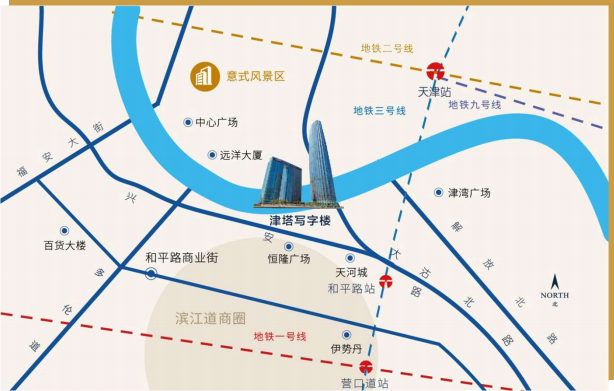 地铁二号线
意式风景区
天津站
地铁九号线
地铁三号线
中心广场
福安大街
远洋大厦
津湾广场
兴安
津塔写字楼
百货大楼
和平路商业街
恒隆广场
天河城
大沽北路
解放北路
和平路站
NORTH
北
多伦道
滨江道商圈
地铁一号线
伊势丹
营口道站